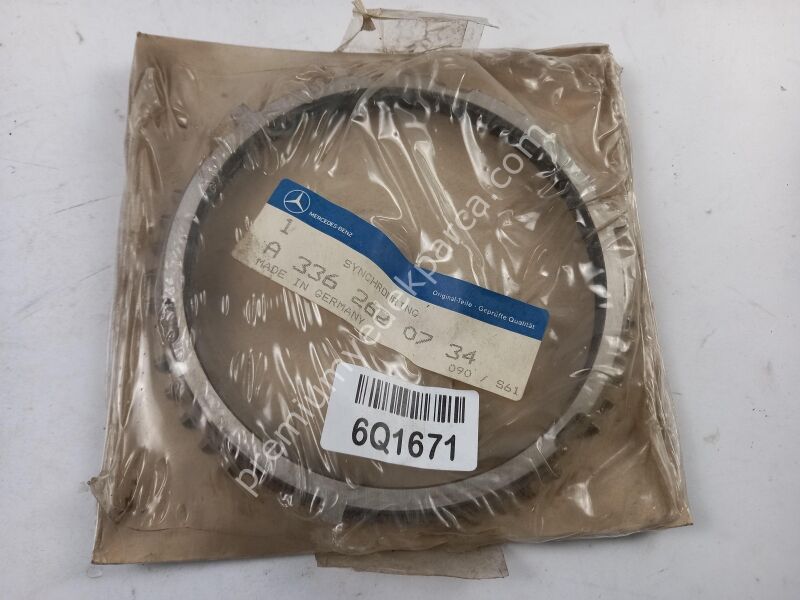 MERCEDES-BENZ
Original-Teile · Geprüfte Qualität
1
SYNCHRONRING
A 336 262 07 34
MADE IN GERMANY
090 / S61
6Q1671
premiumyedekparca.com